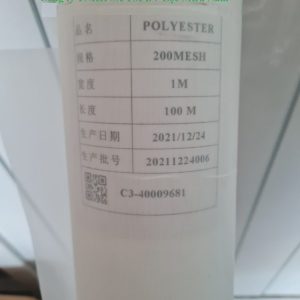 品名 POLYESTER
规格 200MESH
宽度 1M
长度 100 M
生产日期 2021/12/24
生产批号 20211224006
C3-40009681